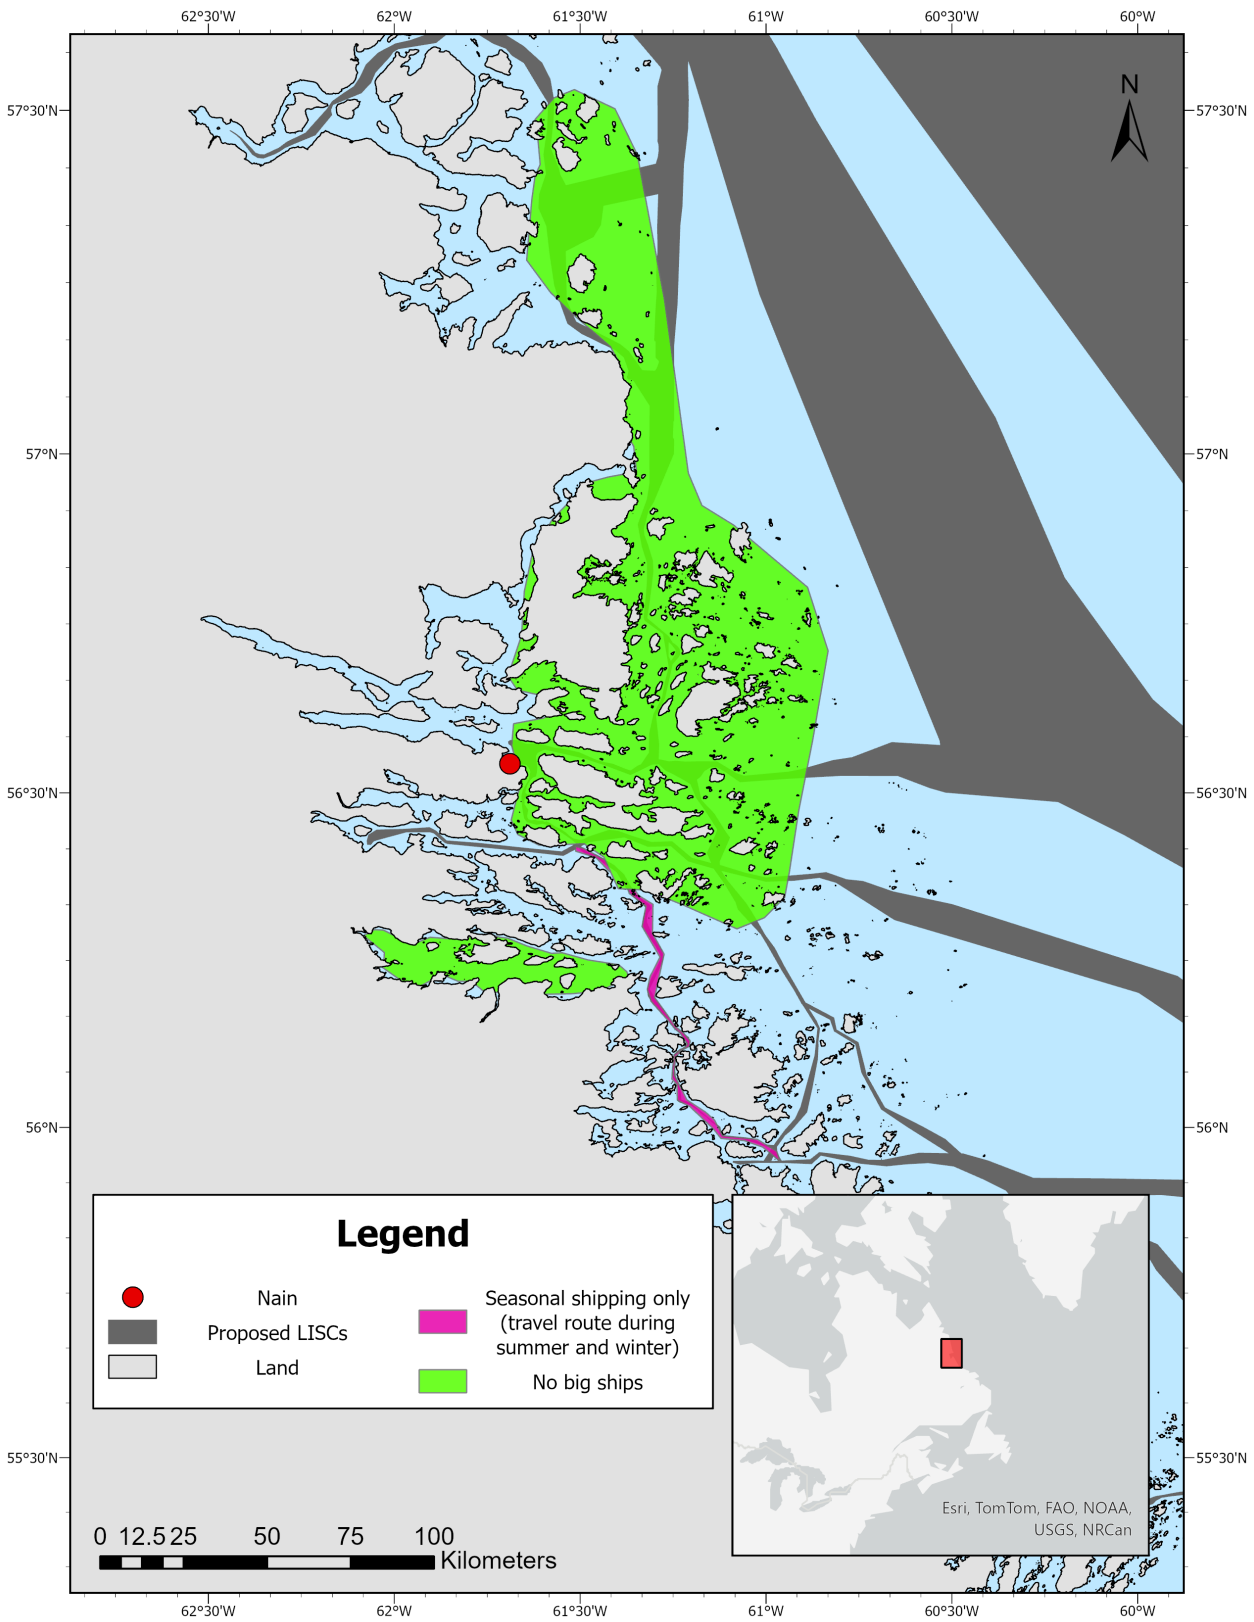 62°30'W 62°W 61°30'W 61°W 60°30'W 60°W
N
57°30'N 57°30'N
57°N 57°N
56°30'N 56°30'N
56°N 56°N
Legend
Nain
Proposed LISCs
Land
Seasonal shipping only
(travel route during
summer and winter)
No big ships
55°30'N 55°30'N
Esri, TomTom, FAO, NOAA,
USGS, NRCan
0 12.5 25 50 75 100
Kilometers
62°30'W 62°W 61°30'W 61°W 60°30'W 60°W